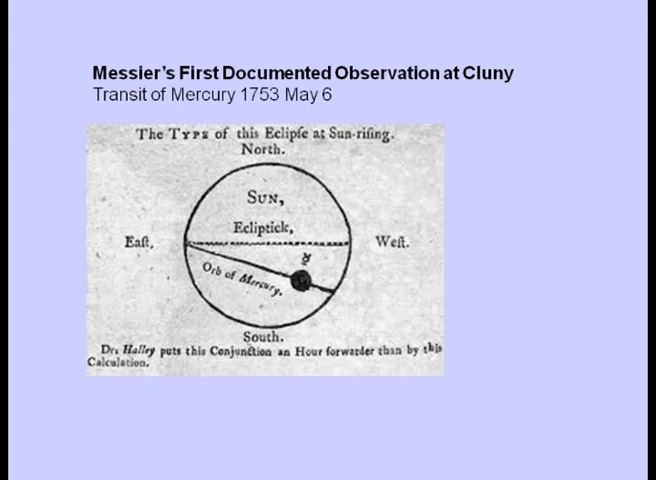 Messier's First Documented Observation at Cluny
Transit of Mercury 1753 May 6
The TYPE of this Eclipſe at Sun-riſing.
North.
SUN,
Ecliptick,
Eaſt,
Weſt.
☿
Orb of Mercury.
South.
Dr. Halley puts this Conjunction an Hour forwarder than by this
Calculation.